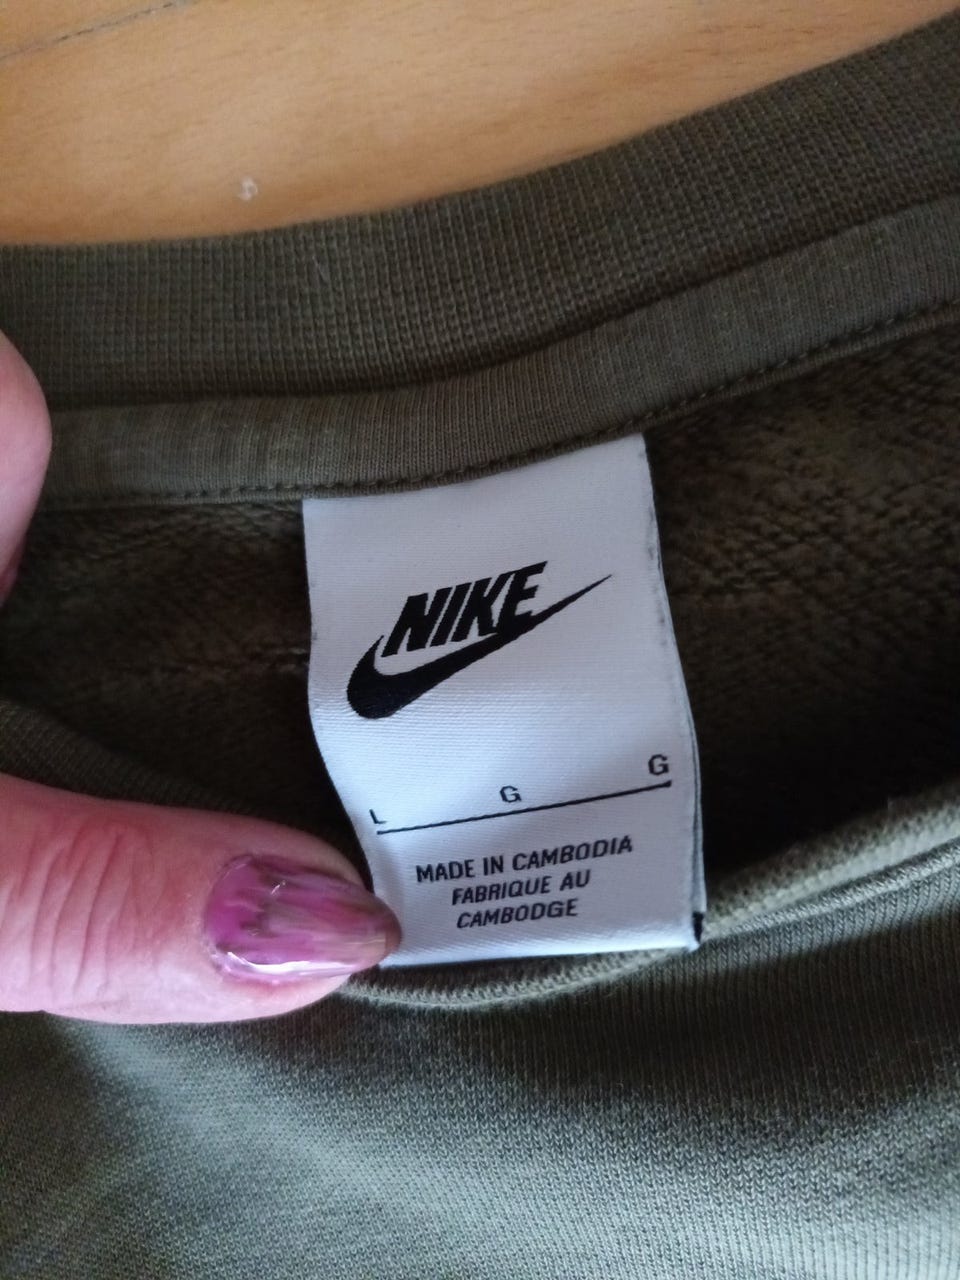 NIKE
L G G
MADE IN CAMBODIA
FABRIQUE AU
CAMBODGE